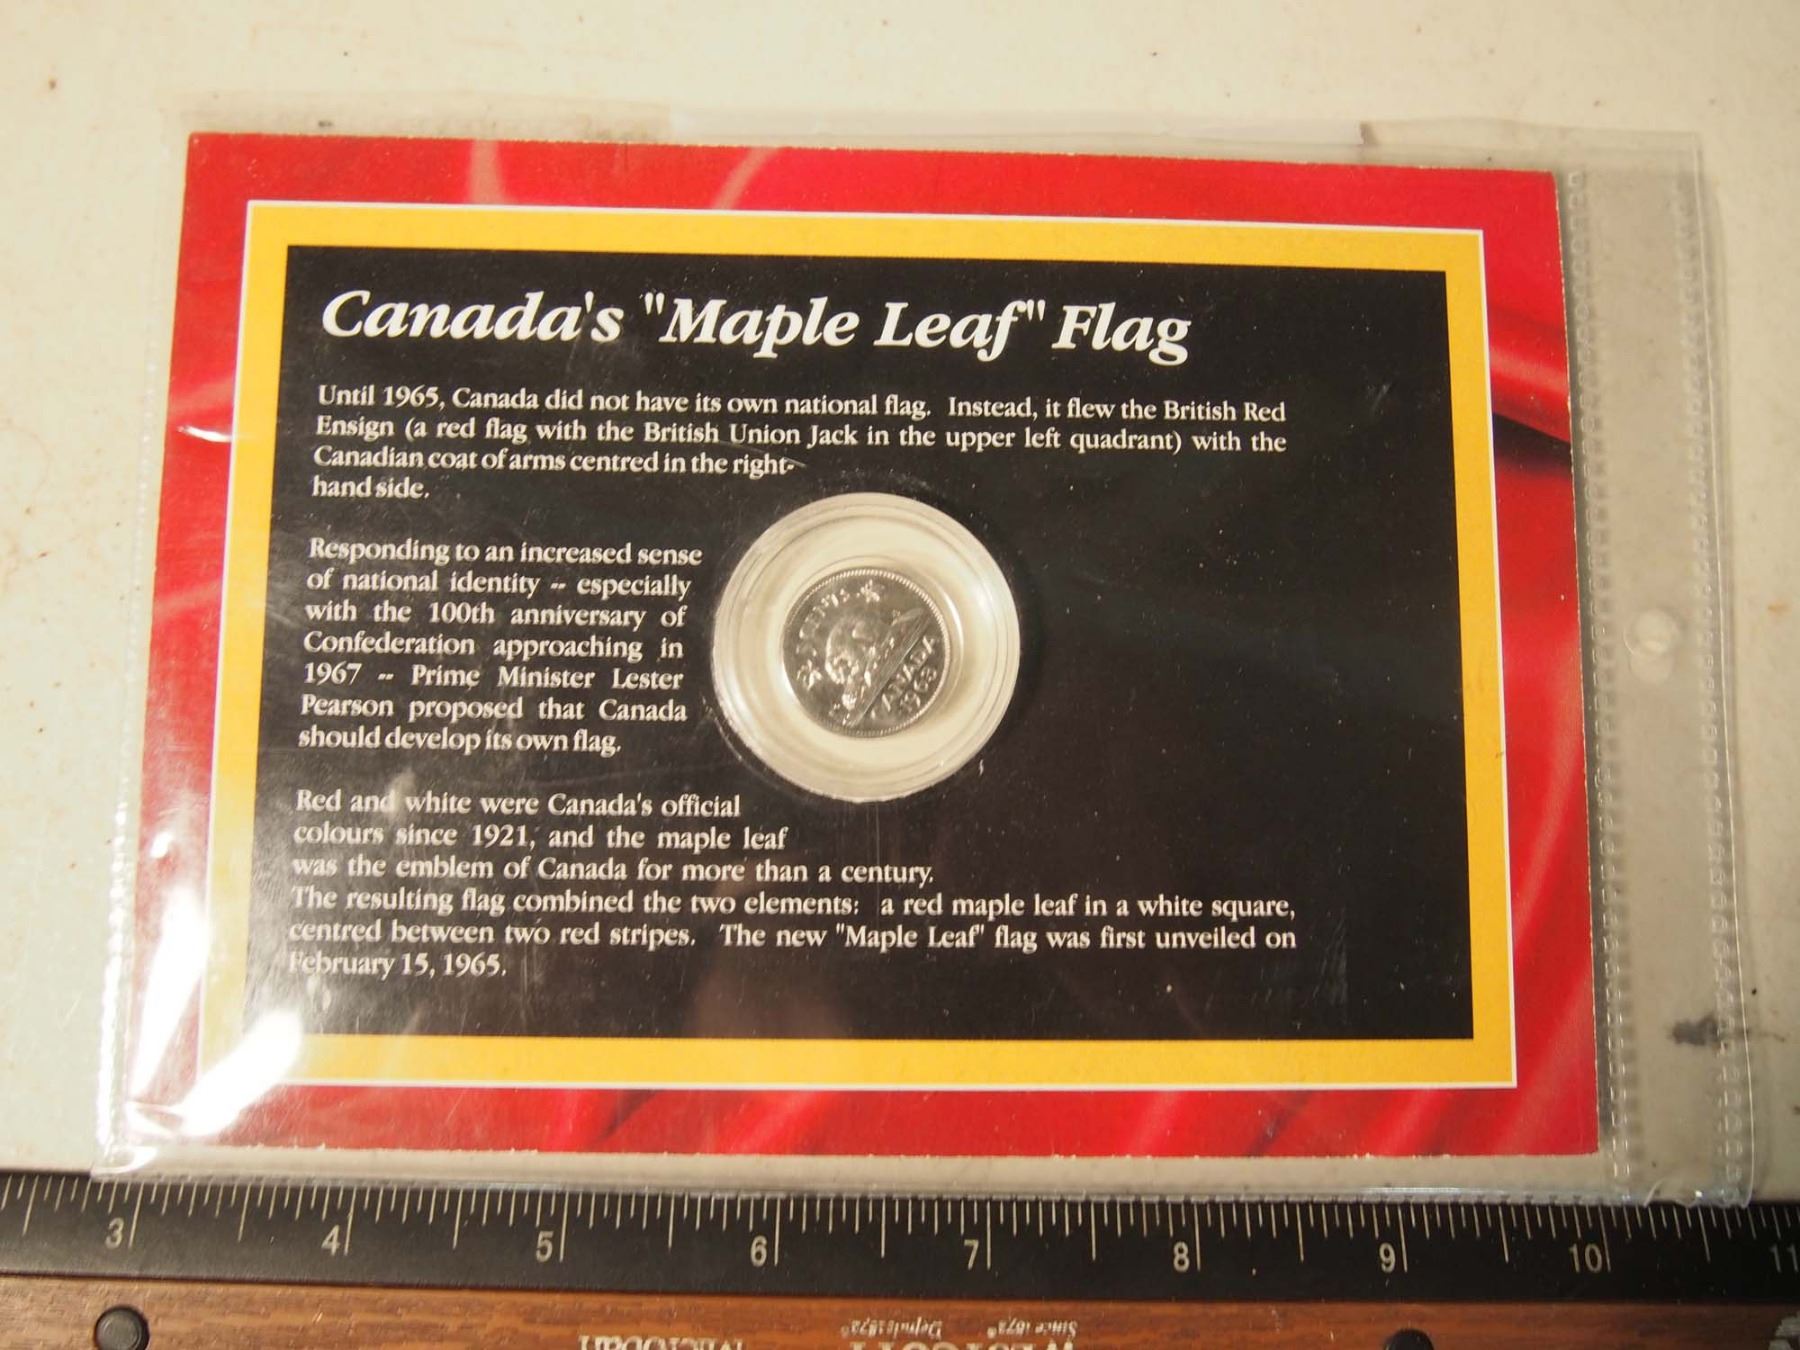 Canada's "Maple Leaf" Flag
Until 1965, Canada did not have its own national flag. Instead, it flew the British Red
Ensign (a red flag with the British Union Jack in the upper left quadrant) with the
Canadian coat of arms centred in the right-
hand side.
Responding to an increased sense
of national identity -- especially
with the 100th anniversary of
Confederation approaching in
1967 -- Prime Minister Lester
Pearson proposed that Canada
should develop its own flag.
Red and white were Canada's official
colours since 1921, and the maple leaf
was the emblem of Canada for more than a century.
The resulting flag combined the two elements: a red maple leaf in a white square,
centred between two red stripes. The new "Maple Leaf" flag was first unveiled on
February 15, 1965.
5 CENTS
CANADA
3 4 5 6 7 8 9 10 11
Since 1872® Depuis 1872®